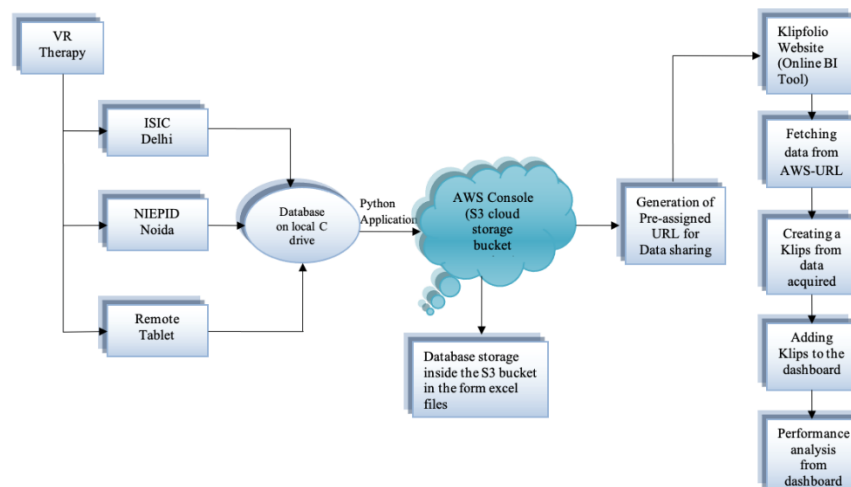 VR
Therapy
ISIC
Delhi
NIEPID
Noida
Remote
Tablet
Database
on local C
drive
Python
Application
AWS Console
(S3 cloud
storage
bucket
Database storage
inside the S3 bucket
in the form excel
files
Generation of
Pre-assigned
URL for
Data sharing
Klipfolio
Website
(Online BI
Tool)
Fetching
data from
AWS-URL
Creating a
Klips from
data
acquired
Adding
Klips to the
dashboard
Performance
analysis
from
dashboard